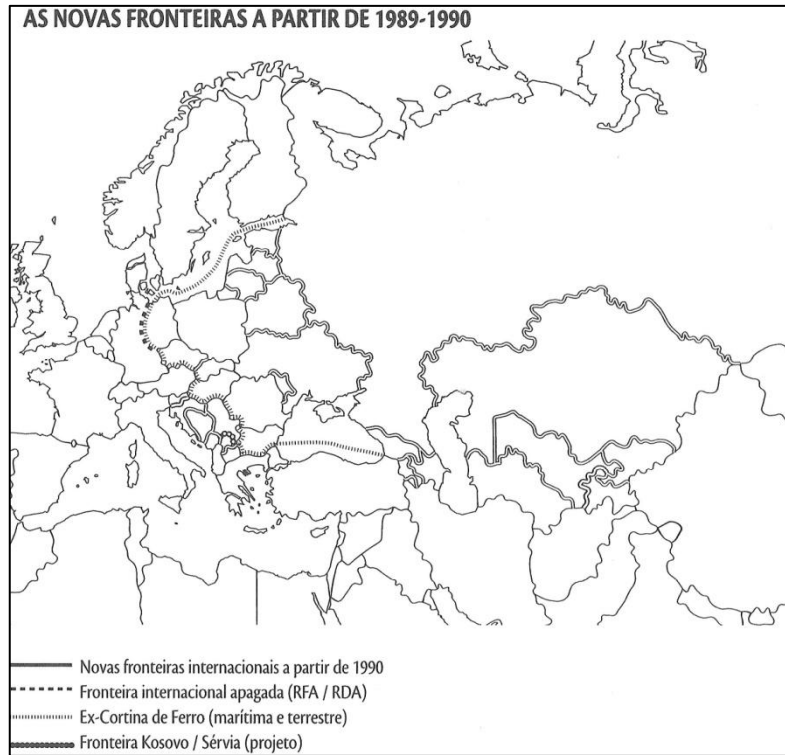 AS NOVAS FRONTEIRAS A PARTIR DE 1989-1990
Novas fronteiras internacionais a partir de 1990
Fronteira internacional apagada (RFA / RDA)
Ex-Cortina de Ferro (marítima e terrestre)
Fronteira Kosovo / Sérvia (projeto)